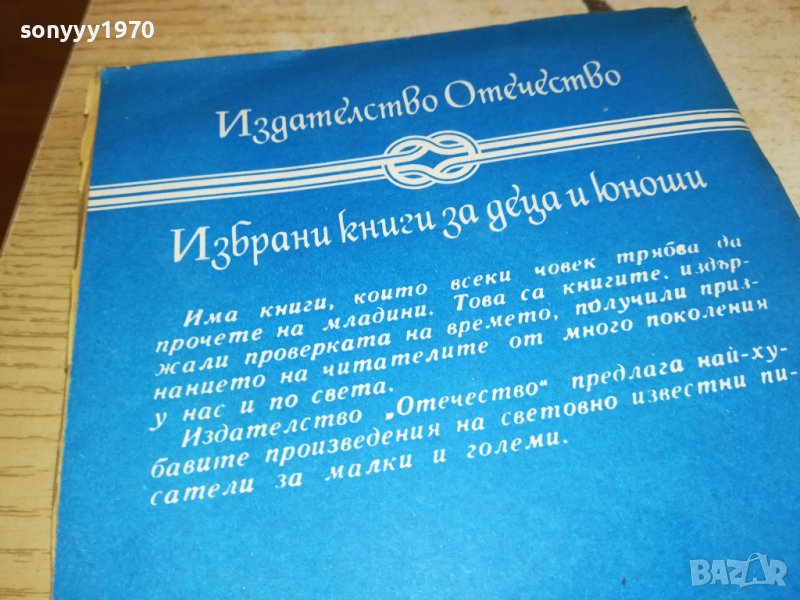 sonyyy1970
Издателство Отечество
Избрани книги за деца и юноши
Има книги, които всеки човек трябва да
прочете на младини. Това са книгите, издър-
жали проверката на времето, получили приз-
нанието на читателите от много поколения
у нас и по света.
Издателство „Отечество“ предлага най-ху-
бавите произведения на световно известни пи-
сатели за малки и големи.
BAZAR